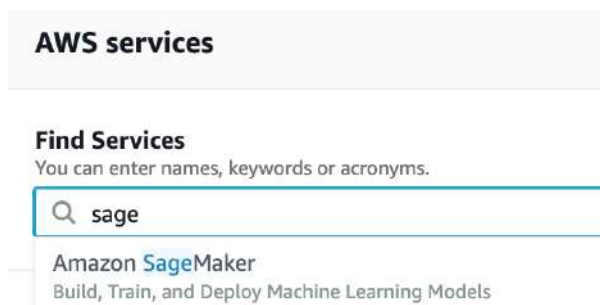 AWS services
Find Services
You can enter names, keywords or acronyms.
sage
Amazon SageMaker
Build, Train, and Deploy Machine Learning Models